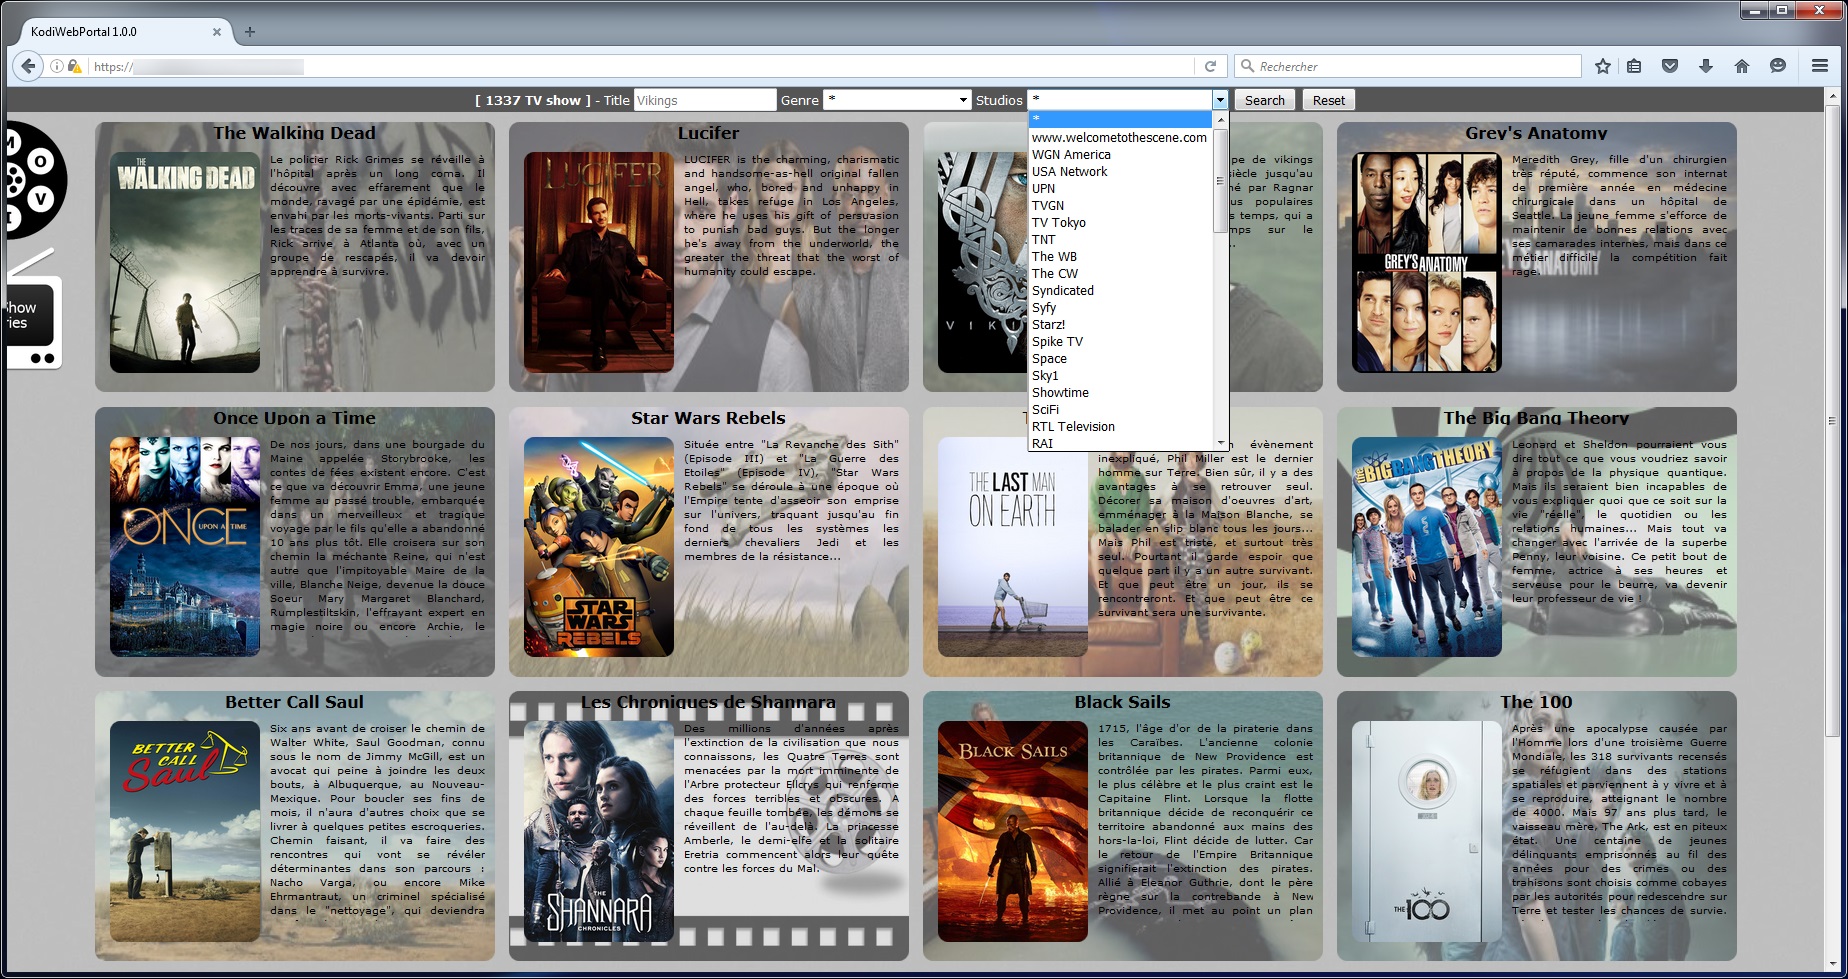 KodiWebPortal 1.0.0
https://
Rechercher
[ 1337 TV show ] - Title Vikings Genre * Studios * Search Reset
*
www.welcometothescene.com
WGN America
USA Network
UPN
TVGN
TV Tokyo
TNT
The WB
The CW
Syndicated
Syfy
Starz!
Spike TV
Space
Sky1
Showtime
SciFi
RTL Television
RAI
M
O
V
I
Show
ries
The Walking Dead
THE
WALKING DEAD
Le policier Rick Grimes se réveille à
l'hôpital après un long coma. Il
découvre avec effarement que le
monde, ravagé par une épidémie, est
envahi par les morts-vivants. Parti sur
les traces de sa femme et de son fils,
Rick arrive à Atlanta où, avec un
groupe de rescapés, il va devoir
apprendre à survivre.
Lucifer
LUCIFER
LUCIFER is the charming, charismatic
and handsome-as-hell original fallen
angel, who, bored and unhappy in
Hell, takes refuge in Los Angeles,
where he uses his gift of persuasion
to punish bad guys. But the longer
he's away from the underworld, the
greater the threat that the worst of
humanity could escape.
VIKI
pe de vikings
siècle jusqu'au
né par Ragnar
us populaires
s temps, qui a
mps sur le
Grey's Anatomy
GREY'S ANATOMY
Meredith Grey, fille d'un chirurgien
très réputé, commence son internat
de première année en médecine
chirurgicale dans un hôpital de
Seattle. La jeune femme s'efforce de
maintenir de bonnes relations avec
ses camarades internes, mais dans ce
métier difficile la compétition fait
rage.
Once Upon a Time
ONCE
UPON A TIME
De nos jours, dans une bourgade du
Maine appelée Storybrooke, les
contes de fées existent encore. C'est
ce que va découvrir Emma, une jeune
femme au passé trouble, embarquée
dans un merveilleux et tragique
voyage par le fils qu'elle a abandonné
10 ans plus tôt. Elle croisera sur son
chemin la méchante Reine, qui n'est
autre que l'impitoyable Maire de la
ville, Blanche Neige, devenue la douce
Soeur Mary Margaret Blanchard,
Rumplestiltskin, l'effrayant expert en
magie noire ou encore Archie, le
Star Wars Rebels
STAR
WARS
REBELS
Située entre "La Revanche des Sith"
(Episode III) et "La Guerre des
Etoiles" (Episode IV), "Star Wars
Rebels" se déroule à une époque où
l'Empire tente d'asseoir son emprise
sur l'univers, traquant jusqu'au fin
fond de tous les systèmes les
derniers chevaliers Jedi et les
membres de la résistance...
T
THE LAST MAN
ON EARTH
n évènement
inexpliqué, Phil Miller est le dernier
homme sur Terre. Bien sûr, il y a des
avantages à se retrouver seul.
Décorer sa maison d'oeuvres d'art,
emménager à la Maison Blanche, se
balader en slip blanc tous les jours...
Mais Phil est triste, et surtout très
seul. Pourtant il garde espoir que
quelque part il y a un autre survivant.
Et que peut être un jour, ils se
rencontreront. Et que peut être ce
survivant sera une survivante.
The Big Bang Theory
THE
BIG BANG THEORY
Leonard et Sheldon pourraient vous
dire tout ce que vous voudriez savoir
à propos de la physique quantique.
Mais ils seraient bien incapables de
vous expliquer quoi que ce soit sur la
vie "réelle", le quotidien ou les
relations humaines... Mais tout va
changer avec l'arrivée de la superbe
Penny, leur voisine. Ce petit bout de
femme, actrice à ses heures et
serveuse pour le beurre, va devenir
leur professeur de vie !
Better Call Saul
BETTER
CALL
Saul
Six ans avant de croiser le chemin de
Walter White, Saul Goodman, connu
sous le nom de Jimmy McGill, est un
avocat qui peine à joindre les deux
bouts, à Albuquerque, au Nouveau-
Mexique. Pour boucler ses fins de
mois, il n'aura d'autres choix que se
livrer à quelques petites escroqueries.
Chemin faisant, il va faire des
rencontres qui vont se révéler
déterminantes dans son parcours :
Nacho Varga, ou encore Mike
Ehrmantraut, un criminel spécialisé
dans le "nettoyage", qui deviendra
Les Chroniques de Shannara
THE
SHANNARA
CHRONICLES
Des millions d'années après
l'extinction de la civilisation que nous
connaissons, les Quatre Terres sont
menacées par la mort imminente de
l'Arbre protecteur Ellcrys qui renferme
des forces terribles et obscures. A
chaque feuille tombée, les démons se
réveillent de l'au-delà. La princesse
Amberle, le demi-elfe et la solitaire
Eretria commencent alors leur quête
contre les forces du Mal.
Black Sails
BLACK SAILS
1715, l'âge d'or de la piraterie dans
les Caraïbes. L'ancienne colonie
britannique de New Providence est
contrôlée par les pirates. Parmi eux,
le plus célèbre et le plus craint est le
Capitaine Flint. Lorsque la flotte
britannique décide de reconquérir ce
territoire abandonné aux mains des
hors-la-loi, Flint décide de lutter. Car
le retour de l'Empire Britannique
signifierait l'extinction des pirates.
Allié à Eleanor Guthrie, dont le père
règne sur la contrebande à New
Providence, il met au point un plan
The 100
THE 100
Après une apocalypse causée par
l'Homme lors d'une troisième Guerre
Mondiale, les 318 survivants recensés
se réfugient dans des stations
spatiales et parviennent à y vivre et à
se reproduire, atteignant le nombre
de 4000. Mais 97 ans plus tard, le
vaisseau mère, The Ark, est en piteux
état. Une centaine de jeunes
délinquants emprisonnés au fil des
années pour des crimes ou des
trahisons sont choisis comme cobayes
par les autorités pour redescendre sur
Terre et tester les chances de survie.